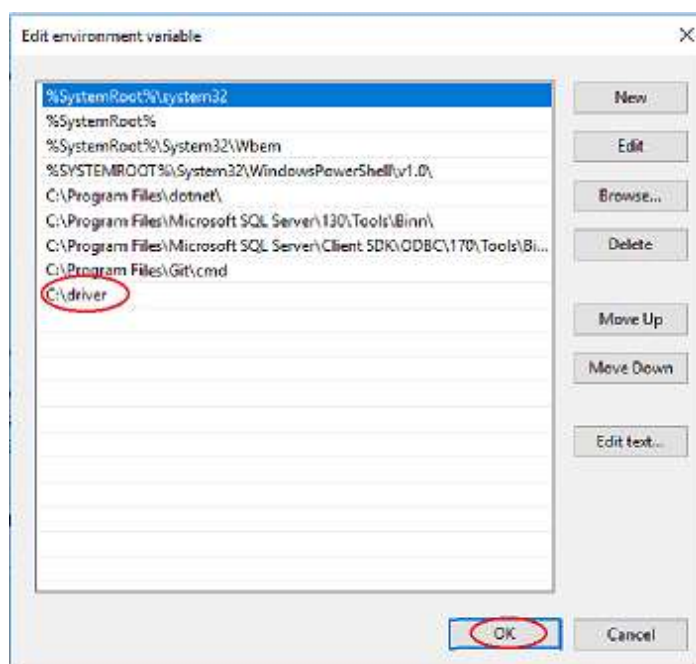 Edit environment variable
%SystemRoot%\system32
%SystemRoot%
%SystemRoot%\System32\Wbem
%SYSTEMROOT%\System32\WindowsPowerShell\v1.0\
C:\Program Files\dotnet\
C:\Program Files\Microsoft SQL Server\130\Tools\Binn\
C:\Program Files\Microsoft SQL Server\Client SDK\ODBC\170\Tools\Bi...
C:\Program Files\Git\cmd
C:\driver
New
Edit
Browse...
Delete
Move Up
Move Down
Edit text...
OK
Cancel